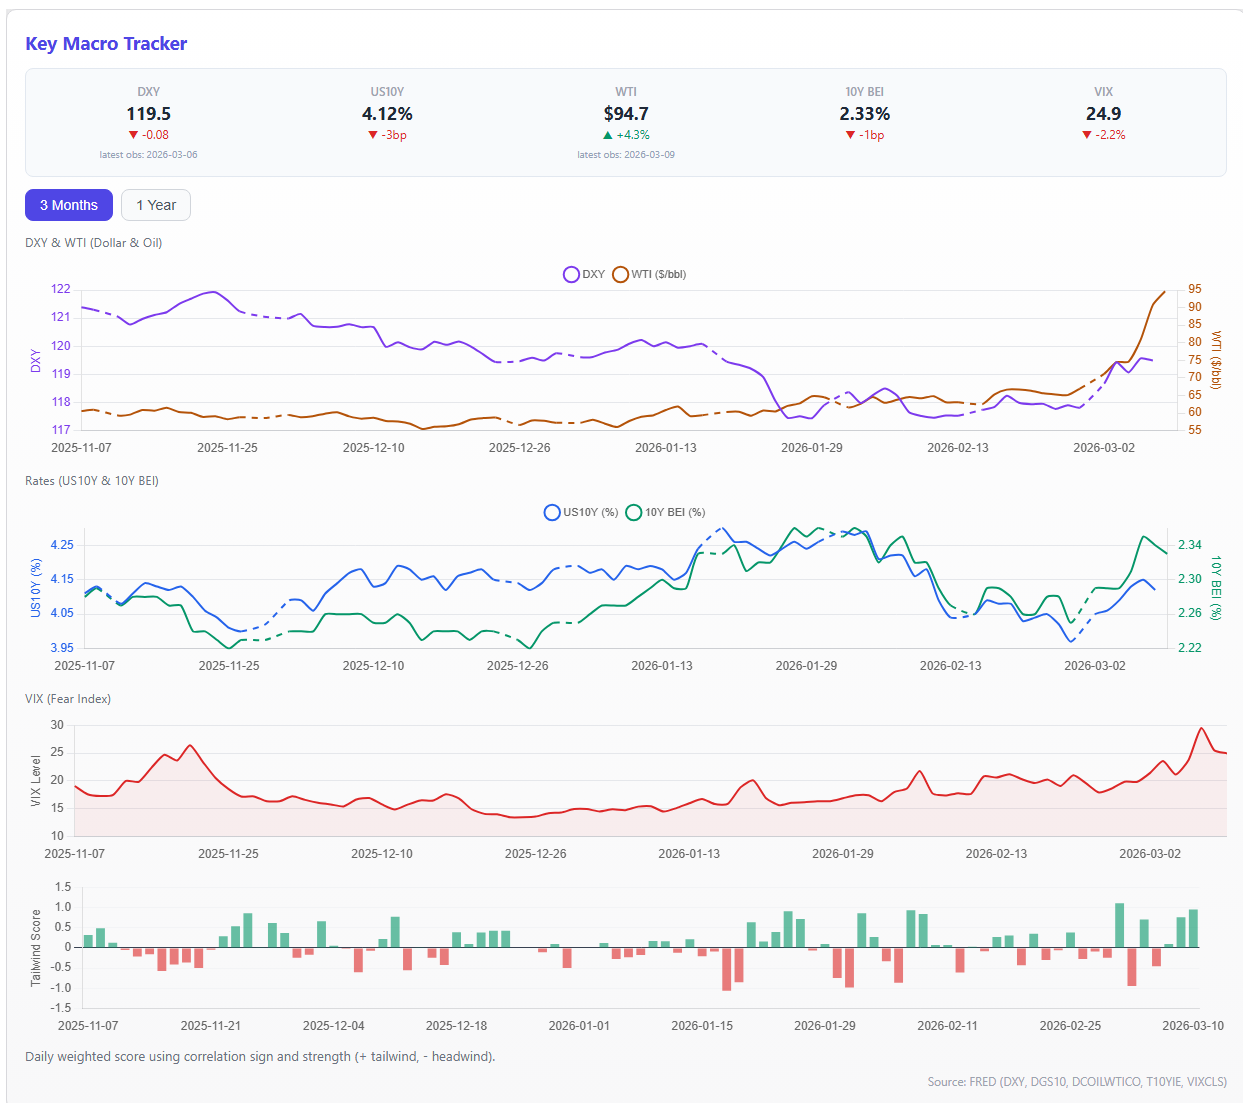 Key Macro Tracker
DXY US10Y WTI 10Y BEI VIX
119.5 4.12% $94.7 2.33% 24.9
▼ -0.08 ▼ -3bp ▲ +4.3% ▼ -1bp ▼ -2.2%
latest obs: 2026-03-06 latest obs: 2026-03-09
3 Months 1 Year
DXY & WTI (Dollar & Oil)
DXY WTI ($/bbl)
122 95
90
121 85
120 80
75
119 70
118 65
60
117 55
DXY
WTI ($/bbl)
2025-11-07 2025-11-25 2025-12-10 2025-12-26 2026-01-13 2026-01-29 2026-02-13 2026-03-02
Rates (US10Y & 10Y BEI)
US10Y (%) 10Y BEI (%)
4.25 2.34
4.15 2.30
4.05 2.26
3.95 2.22
US10Y (%)
10Y BEI (%)
2025-11-07 2025-11-25 2025-12-10 2025-12-26 2026-01-13 2026-01-29 2026-02-13 2026-03-02
VIX (Fear Index)
30
25
20
15
10
VIX Level
2025-11-07 2025-11-25 2025-12-10 2025-12-26 2026-01-13 2026-01-29 2026-02-13 2026-03-02
1.5
1.0
0.5
0
-0.5
-1.0
-1.5
Tailwind Score
2025-11-07 2025-11-21 2025-12-04 2025-12-18 2026-01-01 2026-01-15 2026-01-29 2026-02-11 2026-02-25 2026-03-10
Daily weighted score using correlation sign and strength (+ tailwind, - headwind).
Source: FRED (DXY, DGS10, DCOILWTICO, T10YIE, VIXCLS)